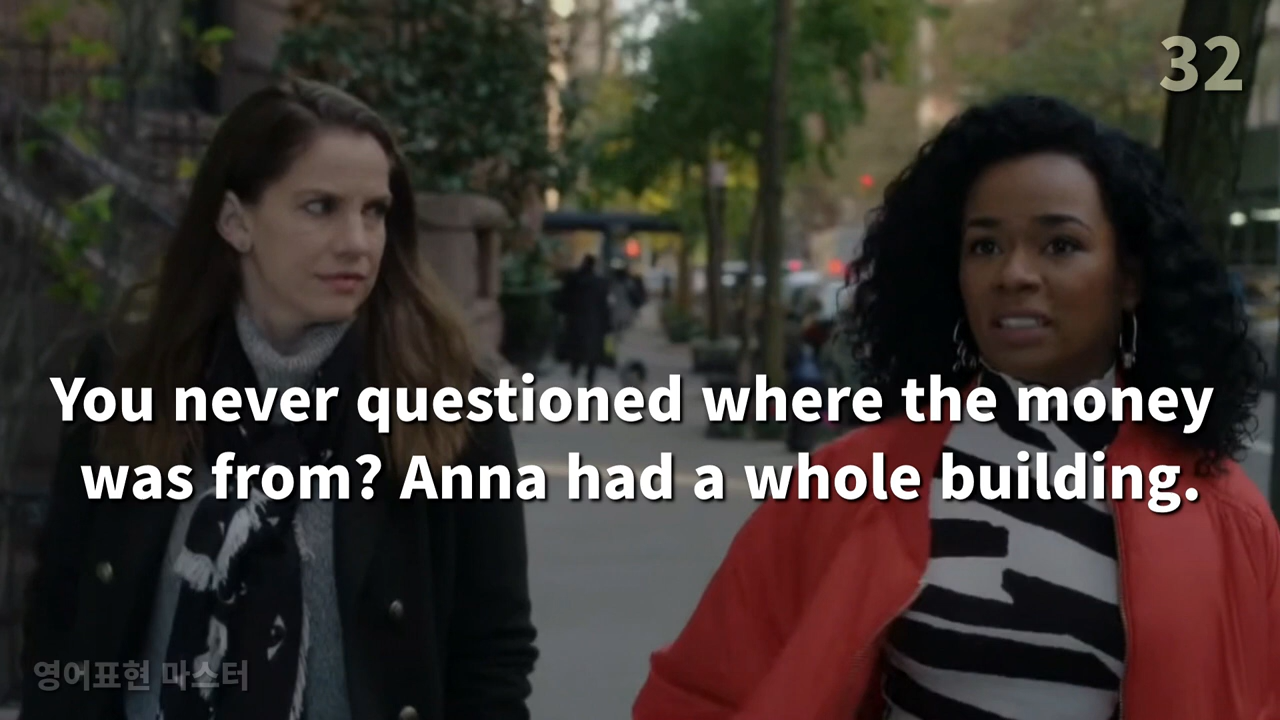 32
You never questioned where the money
was from? Anna had a whole building.
영어표현 마스터